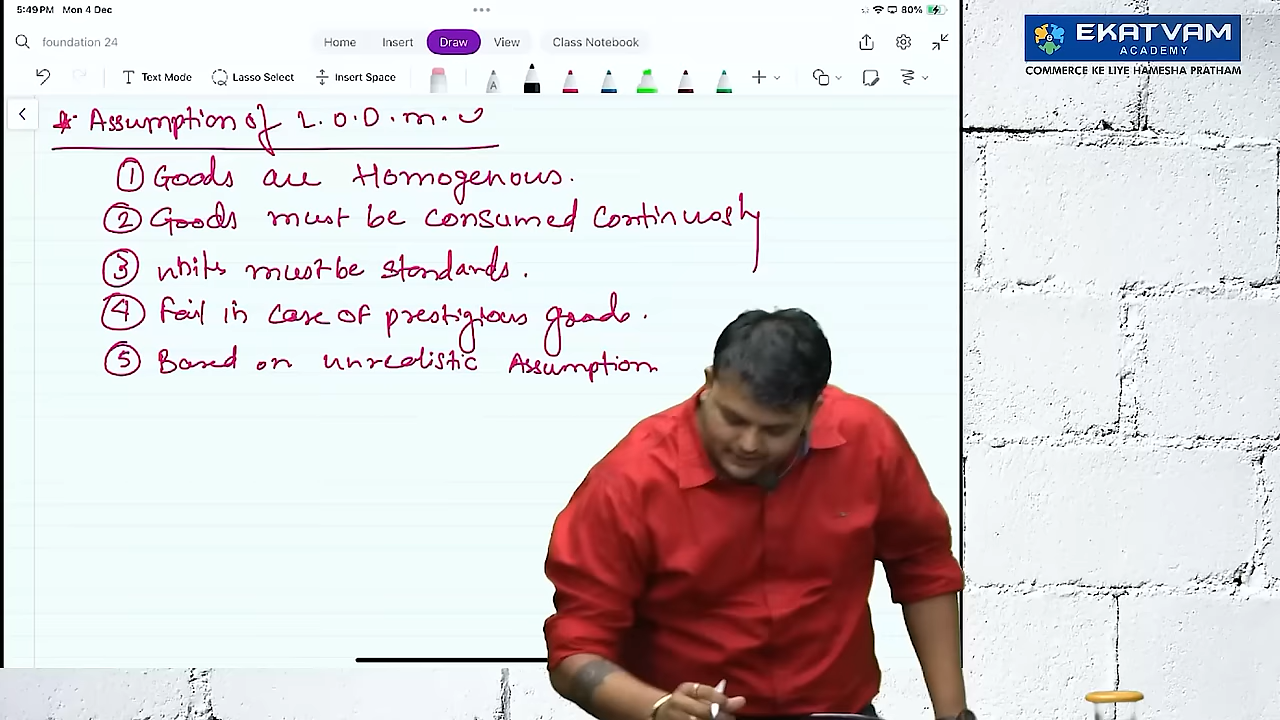 5:49 PM Mon 4 Dec
80%
foundation 24
Home Insert Draw View Class Notebook
Text Mode Lasso Select Insert Space
Assumption of L.O.D.m.U
① Goods are Homogenous.
② Goods must be consumed continuosly
③ units must be standards.
④ Fail in case of prestigious goods.
⑤ Based on unrealistic Assumption
EKATVAM
ACADEMY
COMMERCE KE LIYE HAMESHA PRATHAM